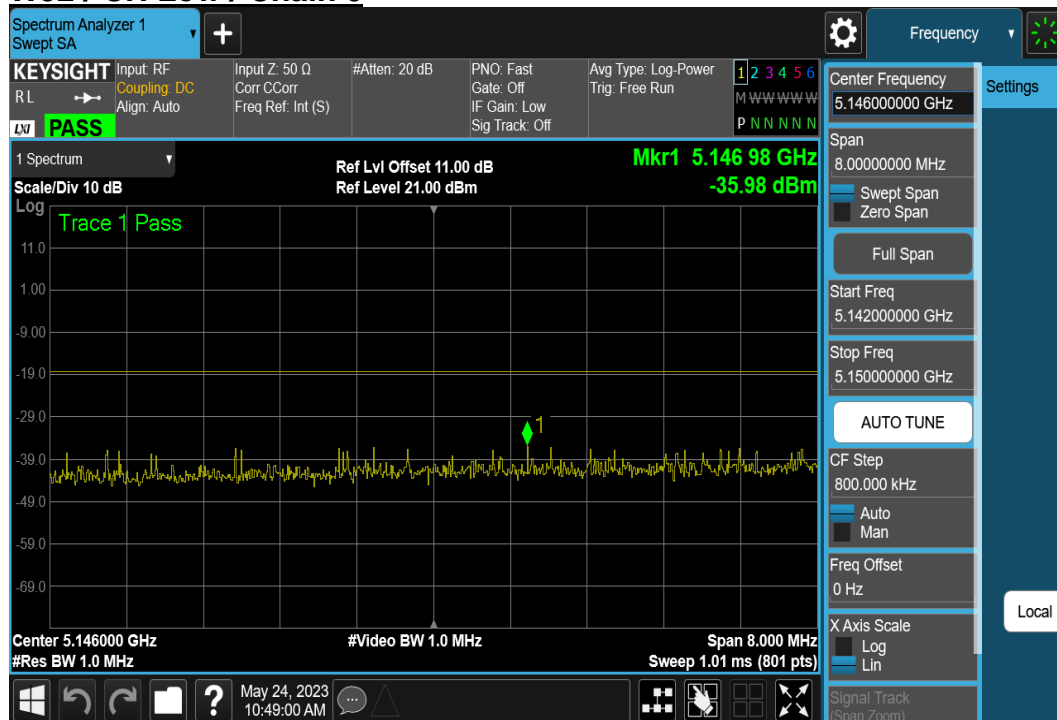 Spectrum Analyzer 1
Swept SA
Frequency
KEYSIGHT
RL
LXI PASS
Input: RF
Coupling: DC
Align: Auto
Input Z: 50 Ω
Corr CCorr
Freq Ref: Int (S)
#Atten: 20 dB
PNO: Fast
Gate: Off
IF Gain: Low
Sig Track: Off
Avg Type: Log-Power
Trig: Free Run
1 2 3 4 5 6
M W W W W W
P N N N N N
1 Spectrum
Scale/Div 10 dB
Ref Lvl Offset 11.00 dB
Ref Level 21.00 dBm
Mkr1 5.146 98 GHz
-35.98 dBm
Log
Trace 1 Pass
11.0
1.00
-9.00
-19.0
-29.0
1
-39.0
-49.0
-59.0
-69.0
Center 5.146000 GHz
#Res BW 1.0 MHz
#Video BW 1.0 MHz
Span 8.000 MHz
Sweep 1.01 ms (801 pts)
Center Frequency
5.146000000 GHz
Settings
Span
8.00000000 MHz
Swept Span
Zero Span
Full Span
Start Freq
5.142000000 GHz
Stop Freq
5.150000000 GHz
AUTO TUNE
CF Step
800.000 kHz
Auto
Man
Freq Offset
0 Hz
Local
X Axis Scale
Log
Lin
Signal Track
(Span Zoom)
?
May 24, 2023
10:49:00 AM